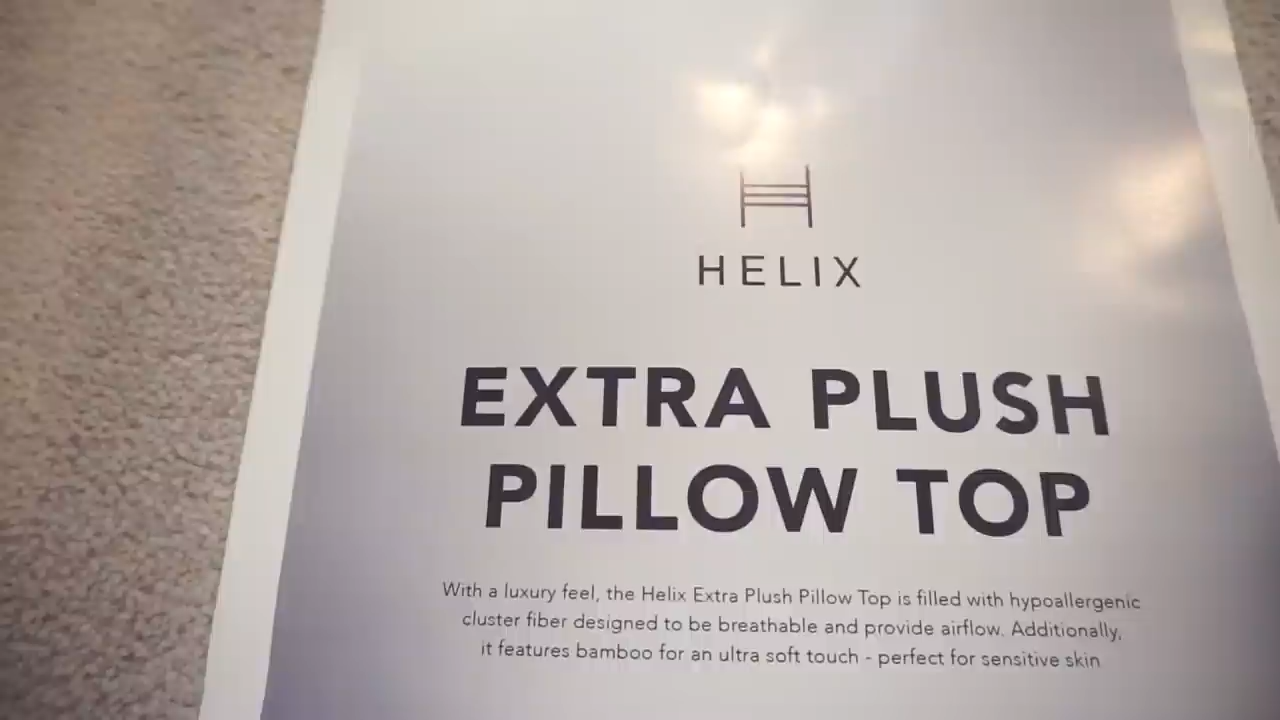 HELIX
EXTRA PLUSH
PILLOW TOP
With a luxury feel, the Helix Extra Plush Pillow Top is filled with hypoallergenic
cluster fiber designed to be breathable and provide airflow. Additionally,
it features bamboo for an ultra soft touch - perfect for sensitive skin